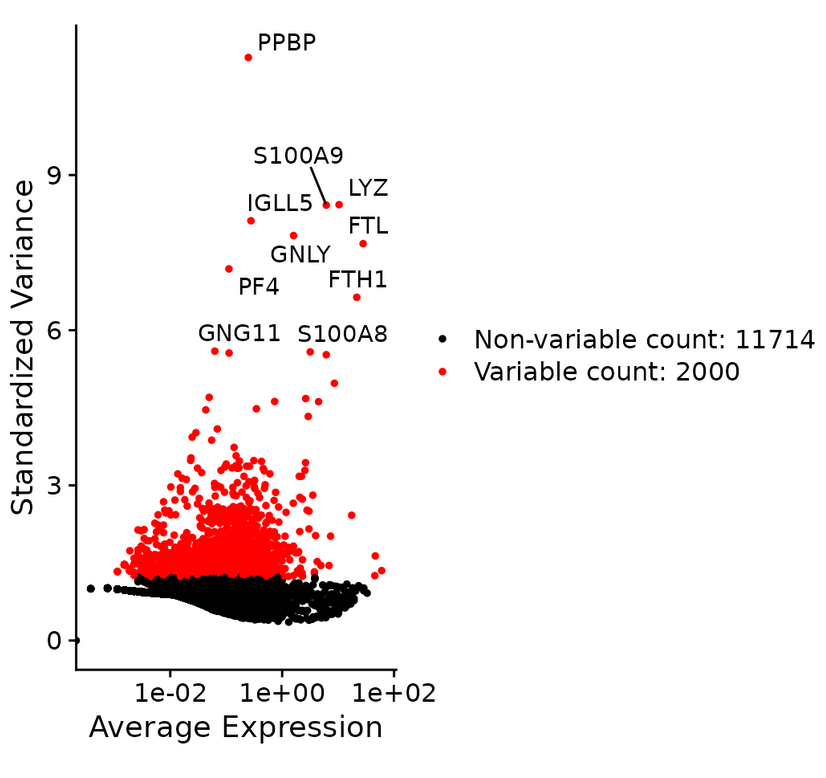 PPBP
S100A9
LYZ
IGLL5
FTL
GNLY
FTH1
PF4
GNG11
S100A8
9
6
3
0
Standardized Variance
1e-02
1e+00
1e+02
Average Expression
Non-variable count: 11714
Variable count: 2000